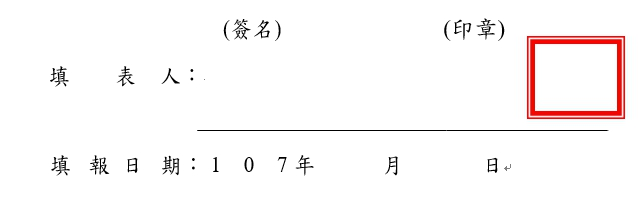 (簽名) (印章)
填 表 人：
填 報 日 期：1 0 7 年 月 日